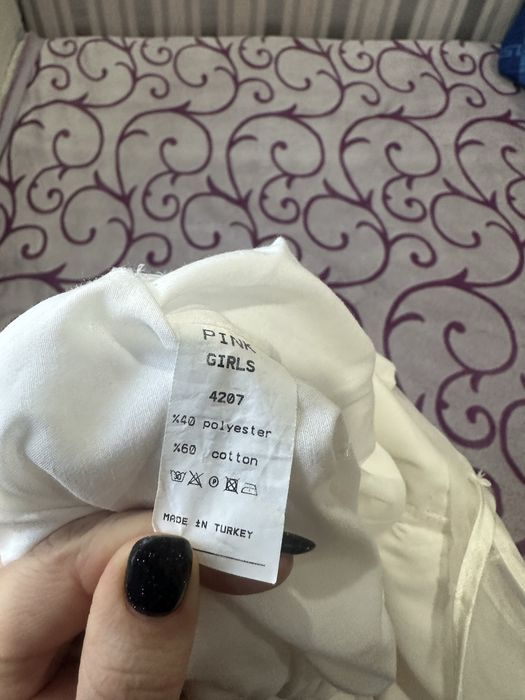 PINK
GIRLS
4207
%40 polyester
%60 cotton
MADE IN TURKEY